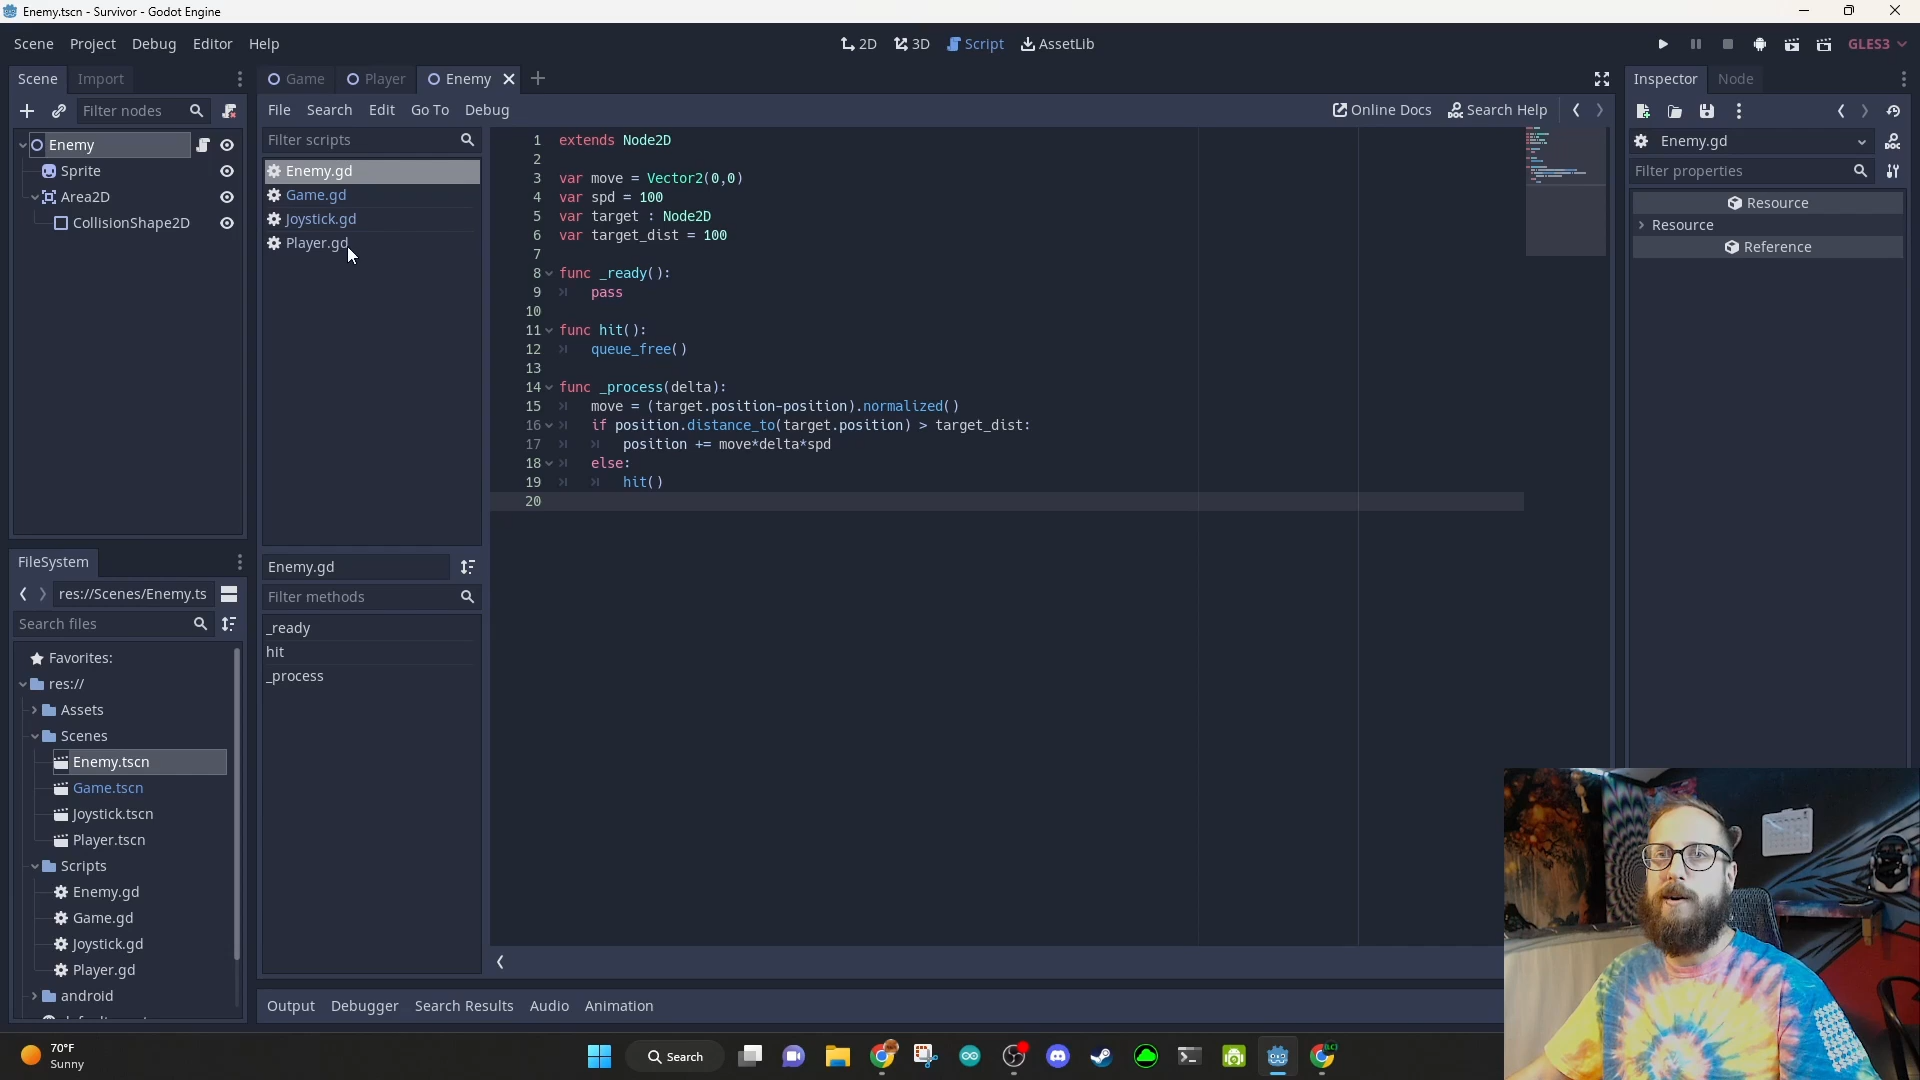 Enemy.tscn - Survivor - Godot Engine
Scene Project Debug Editor Help
2D 3D Script AssetLib
GLES3
Scene Import
Filter nodes
Enemy
Sprite
Area2D
CollisionShape2D
FileSystem
res://Scenes/Enemy.ts
Search files
Favorites:
res://
Assets
Scenes
Enemy.tscn
Game.tscn
Joystick.tscn
Player.tscn
Scripts
Enemy.gd
Game.gd
Joystick.gd
Player.gd
android
Game Player Enemy
File Search Edit Go To Debug
Online Docs Search Help
Filter scripts
Enemy.gd
Game.gd
Joystick.gd
Player.gd
Enemy.gd
Filter methods
_ready
hit
_process
1 extends Node2D
2
3 var move = Vector2(0,0)
4 var spd = 100
5 var target : Node2D
6 var target_dist = 100
7
8 func _ready():
9 pass
10
11 func hit():
12 queue_free()
13
14 func _process(delta):
15 move = (target.position-position).normalized()
16 if position.distance_to(target.position) > target_dist:
17 position += move*delta*spd
18 else:
19 hit()
20
Output Debugger Search Results Audio Animation
Inspector Node
Enemy.gd
Filter properties
Resource
Resource
Reference
70°F
Sunny
Search